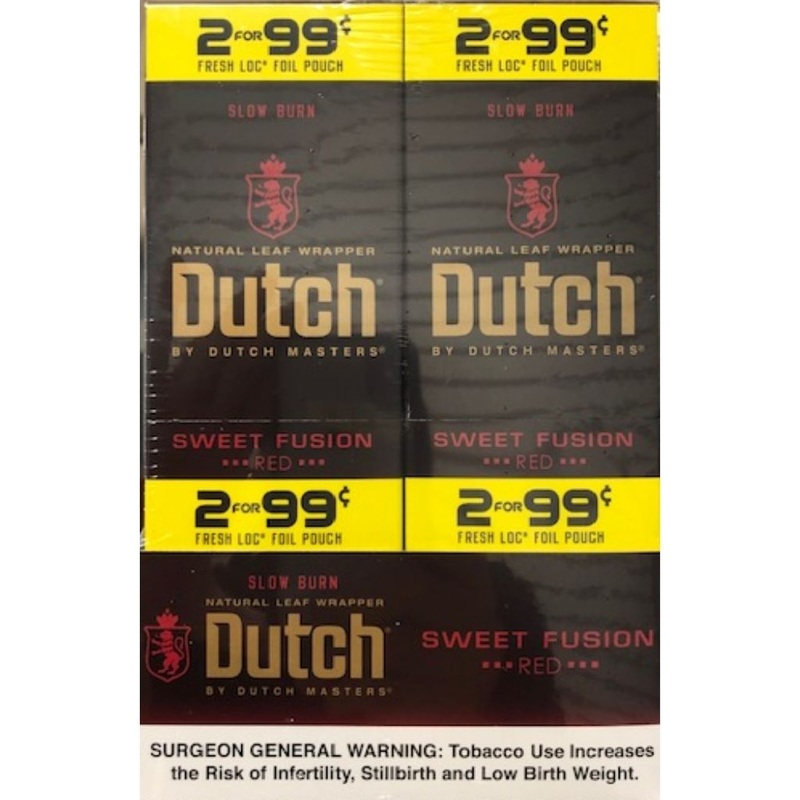 2 FOR 99¢
FRESH LOC® FOIL POUCH
SLOW BURN
NATURAL LEAF WRAPPER
Dutch®
BY DUTCH MASTERS®
SWEET FUSION
RED
2 FOR 99¢
FRESH LOC® FOIL POUCH
SLOW BURN
NATURAL LEAF WRAPPER
Dutch®
BY DUTCH MASTERS®
SWEET FUSION
RED
2 FOR 99¢
FRESH LOC® FOIL POUCH
2 FOR 99¢
FRESH LOC® FOIL POUCH
SLOW BURN
NATURAL LEAF WRAPPER
Dutch®
BY DUTCH MASTERS®
SWEET FUSION
RED
SURGEON GENERAL WARNING: Tobacco Use Increases
the Risk of Infertility, Stillbirth and Low Birth Weight.